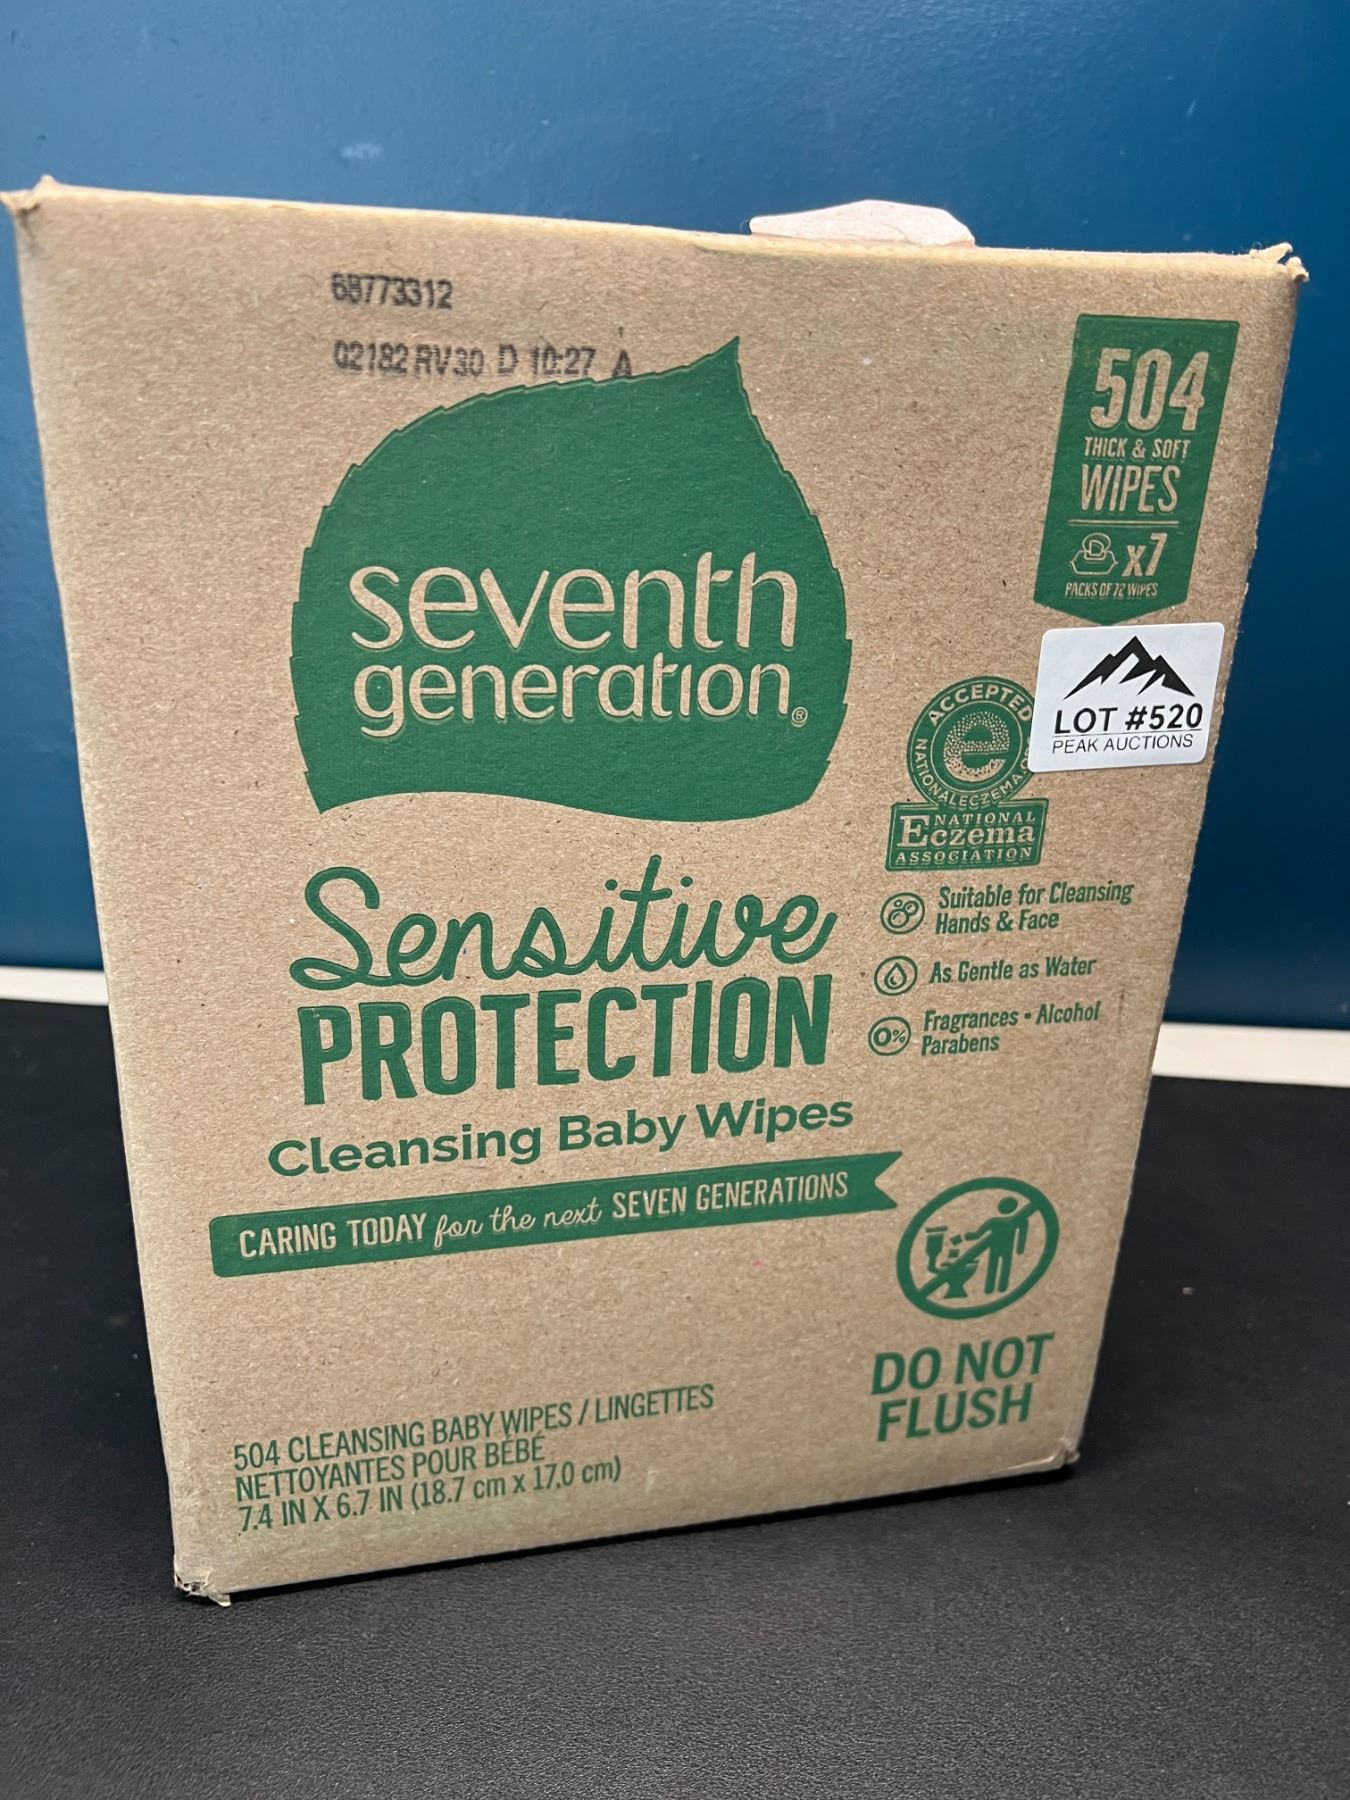 68773312
02182 RV30 D 10:27 A
504
THICK & SOFT
WIPES
x7
PACKS OF 72 WIPES
seventh
generation®
LOT #520
PEAK AUCTIONS
ACCEPTED
NATIONALECZEMA.O
e
NATIONAL
Eczema
ASSOCIATION
Suitable for Cleansing
Hands & Face
As Gentle as Water
0%
Fragrances • Alcohol
Parabens
Sensitive
PROTECTION
Cleansing Baby Wipes
CARING TODAY for the next SEVEN GENERATIONS
DO NOT
FLUSH
504 CLEANSING BABY WIPES / LINGETTES
NETTOYANTES POUR BÉBÉ
7.4 IN X 6.7 IN (18.7 cm x 17.0 cm)